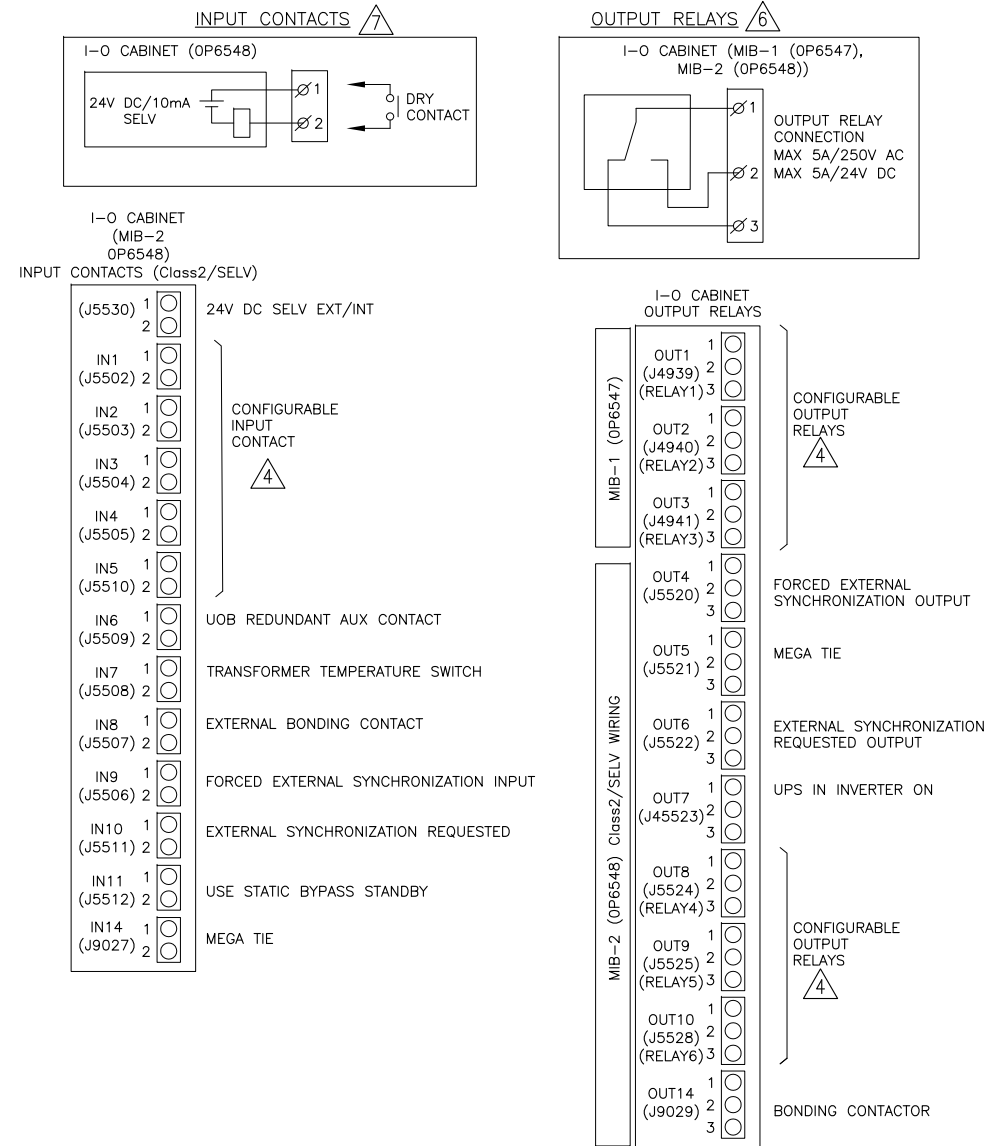 INPUT CONTACTS 7
I-O CABINET (0P6548)
24V DC/10mA
SELV
1
2
DRY
CONTACT
OUTPUT RELAYS 6
I-O CABINET (MIB-1 (0P6547),
MIB-2 (0P6548))
1
2
3
OUTPUT RELAY
CONNECTION
MAX 5A/250V AC
MAX 5A/24V DC
I-O CABINET
(MIB-2
0P6548)
INPUT CONTACTS (Class2/SELV)
(J5530) 1
2
24V DC SELV EXT/INT
IN1 1
(J5502) 2
IN2 1
(J5503) 2
IN3 1
(J5504) 2
IN4 1
(J5505) 2
IN5 1
(J5510) 2
CONFIGURABLE
INPUT
CONTACT
4
IN6 1
(J5509) 2
UOB REDUNDANT AUX CONTACT
IN7 1
(J5508) 2
TRANSFORMER TEMPERATURE SWITCH
IN8 1
(J5507) 2
EXTERNAL BONDING CONTACT
IN9 1
(J5506) 2
FORCED EXTERNAL SYNCHRONIZATION INPUT
IN10 1
(J5511) 2
EXTERNAL SYNCHRONIZATION REQUESTED
IN11 1
(J5512) 2
USE STATIC BYPASS STANDBY
IN14 1
(J9027) 2
MEGA TIE
I-O CABINET
OUTPUT RELAYS
MIB-1 (0P6547)
OUT1 1
(J4939) 2
(RELAY1) 3
OUT2 1
(J4940) 2
(RELAY2) 3
OUT3 1
(J4941) 2
(RELAY3) 3
CONFIGURABLE
OUTPUT
RELAYS
4
MIB-2 (0P6548) Class2/SELV WIRING
OUT4 1
(J5520) 2
3
FORCED EXTERNAL
SYNCHRONIZATION OUTPUT
OUT5 1
(J5521) 2
3
MEGA TIE
OUT6 1
(J5522) 2
3
EXTERNAL SYNCHRONIZATION
REQUESTED OUTPUT
OUT7 1
(J45523) 2
3
UPS IN INVERTER ON
OUT8 1
(J5524) 2
(RELAY4) 3
OUT9 1
(J5525) 2
(RELAY5) 3
OUT10 1
(J5528) 2
(RELAY6) 3
CONFIGURABLE
OUTPUT
RELAYS
4
OUT14 1
(J9029) 2
3
BONDING CONTACTOR